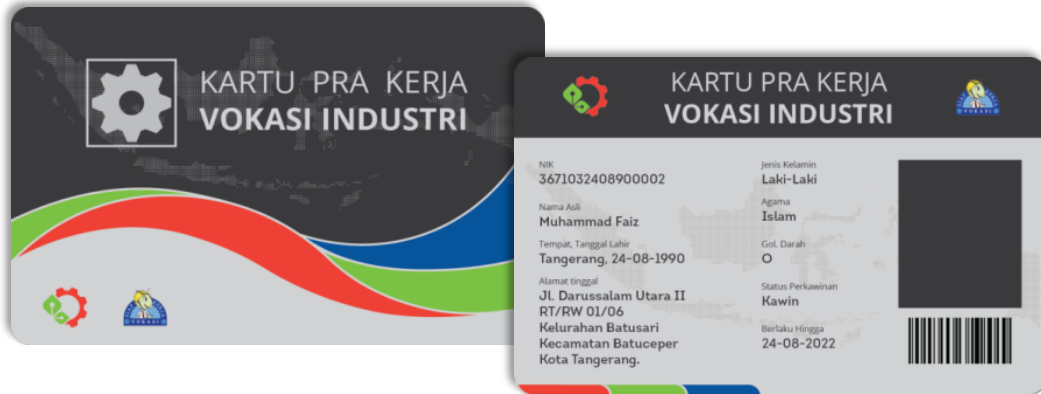 KARTU PRA KERJA
VOKASI INDUSTRI
VOKASI
KARTU PRA KERJA
VOKASI INDUSTRI
VOKASI
NIK
3671032408900002
Nama Asli
Muhammad Faiz
Tempat, Tanggal Lahir
Tangerang, 24-08-1990
Alamat tinggal
Jl. Darussalam Utara II
RT/RW 01/06
Kelurahan Batusari
Kecamatan Batuceper
Kota Tangerang.
Jenis Kelamin
Laki-Laki
Agama
Islam
Gol. Darah
O
Status Perkawinan
Kawin
Berlaku Hingga
24-08-2022